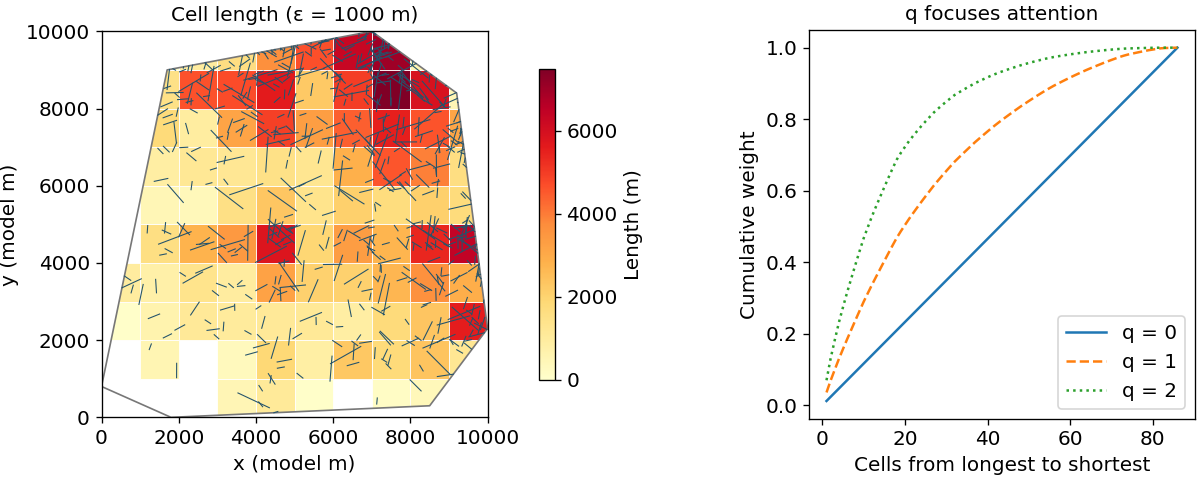 Cell length (ε = 1000 m)
10000
8000
6000
4000
2000
0
y (model m)
0
2000
4000
6000
8000
10000
x (model m)
6000
4000
2000
0
Length (m)
q focuses attention
1.0
0.8
0.6
0.4
0.2
0.0
Cumulative weight
q = 0
q = 1
q = 2
0
20
40
60
80
Cells from longest to shortest